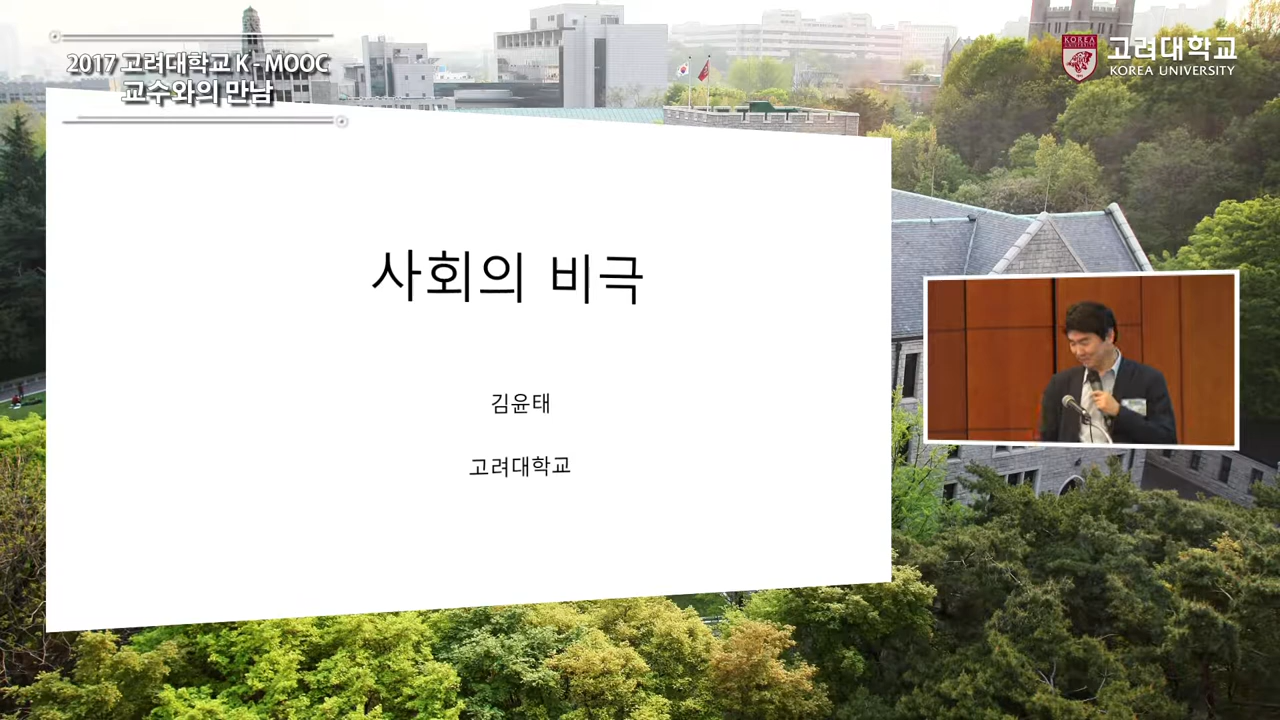 2017 고려대학교 K - MOOC
교수와의 만남
KOREA
UNIVERSITY
고려대학교
KOREA UNIVERSITY
사회의 비극
김윤태
고려대학교